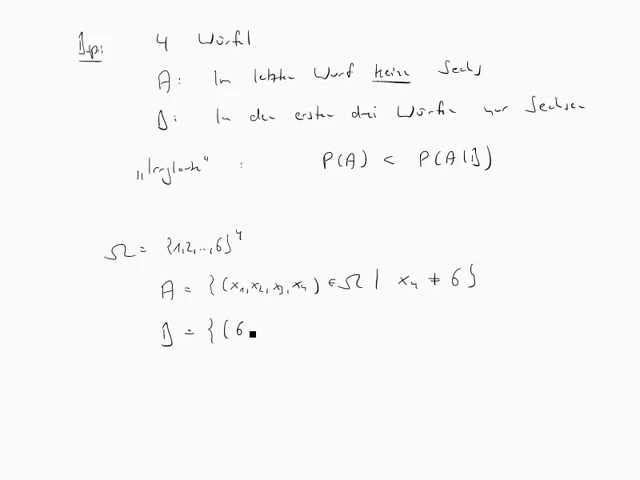 Bsp: 4 Würfel
A: Im letzten Wurf keine Sechs
B: In den ersten drei Würfen nur Sechsen
„Irrglaube“ : P(A) < P(A|B)
Ω = {1,2,..,6}⁴
A = {(x₁,x₂,x₃,x₄) ∈ Ω | x₄ ≠ 6}
B = {(6